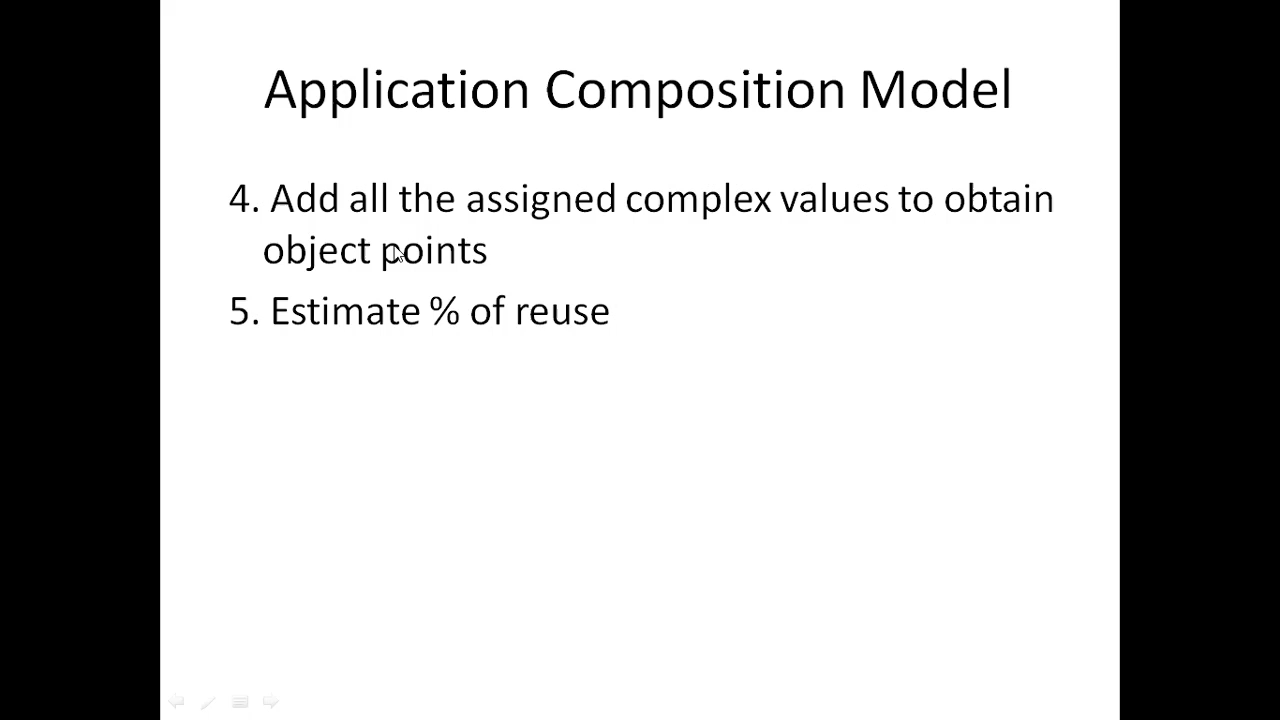 Application Composition Model
4. Add all the assigned complex values to obtain
object points
5. Estimate % of reuse